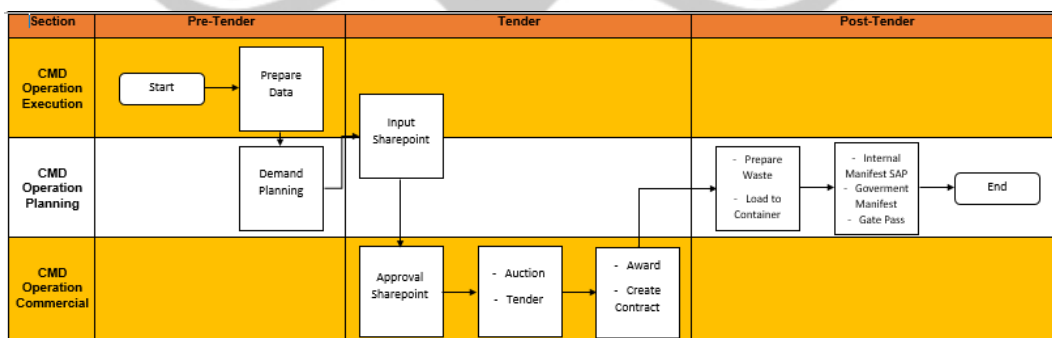 Section Pre-Tender Tender Post-Tender
CMD
Operation
Execution
Start
Prepare
Data
Input
Sharepoint
CMD
Operation
Planning
Demand
Planning
- Prepare
Waste
- Load to
Container
- Internal
Manifest SAP
- Goverment
Manifest
- Gate Pass
End
CMD
Operation
Commercial
Approval
Sharepoint
- Auction
- Tender
- Award
- Create
Contract